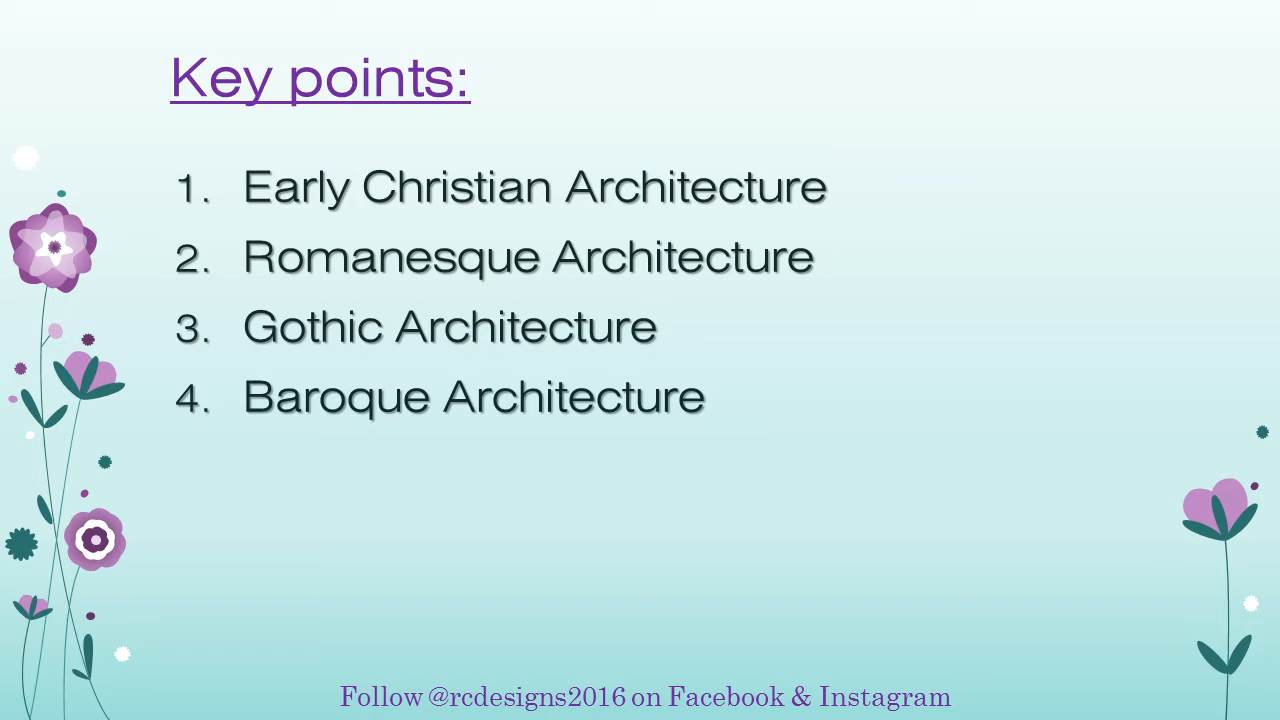 Key points:
1. Early Christian Architecture
2. Romanesque Architecture
3. Gothic Architecture
4. Baroque Architecture
Follow @rcdesigns2016 on Facebook & Instagram